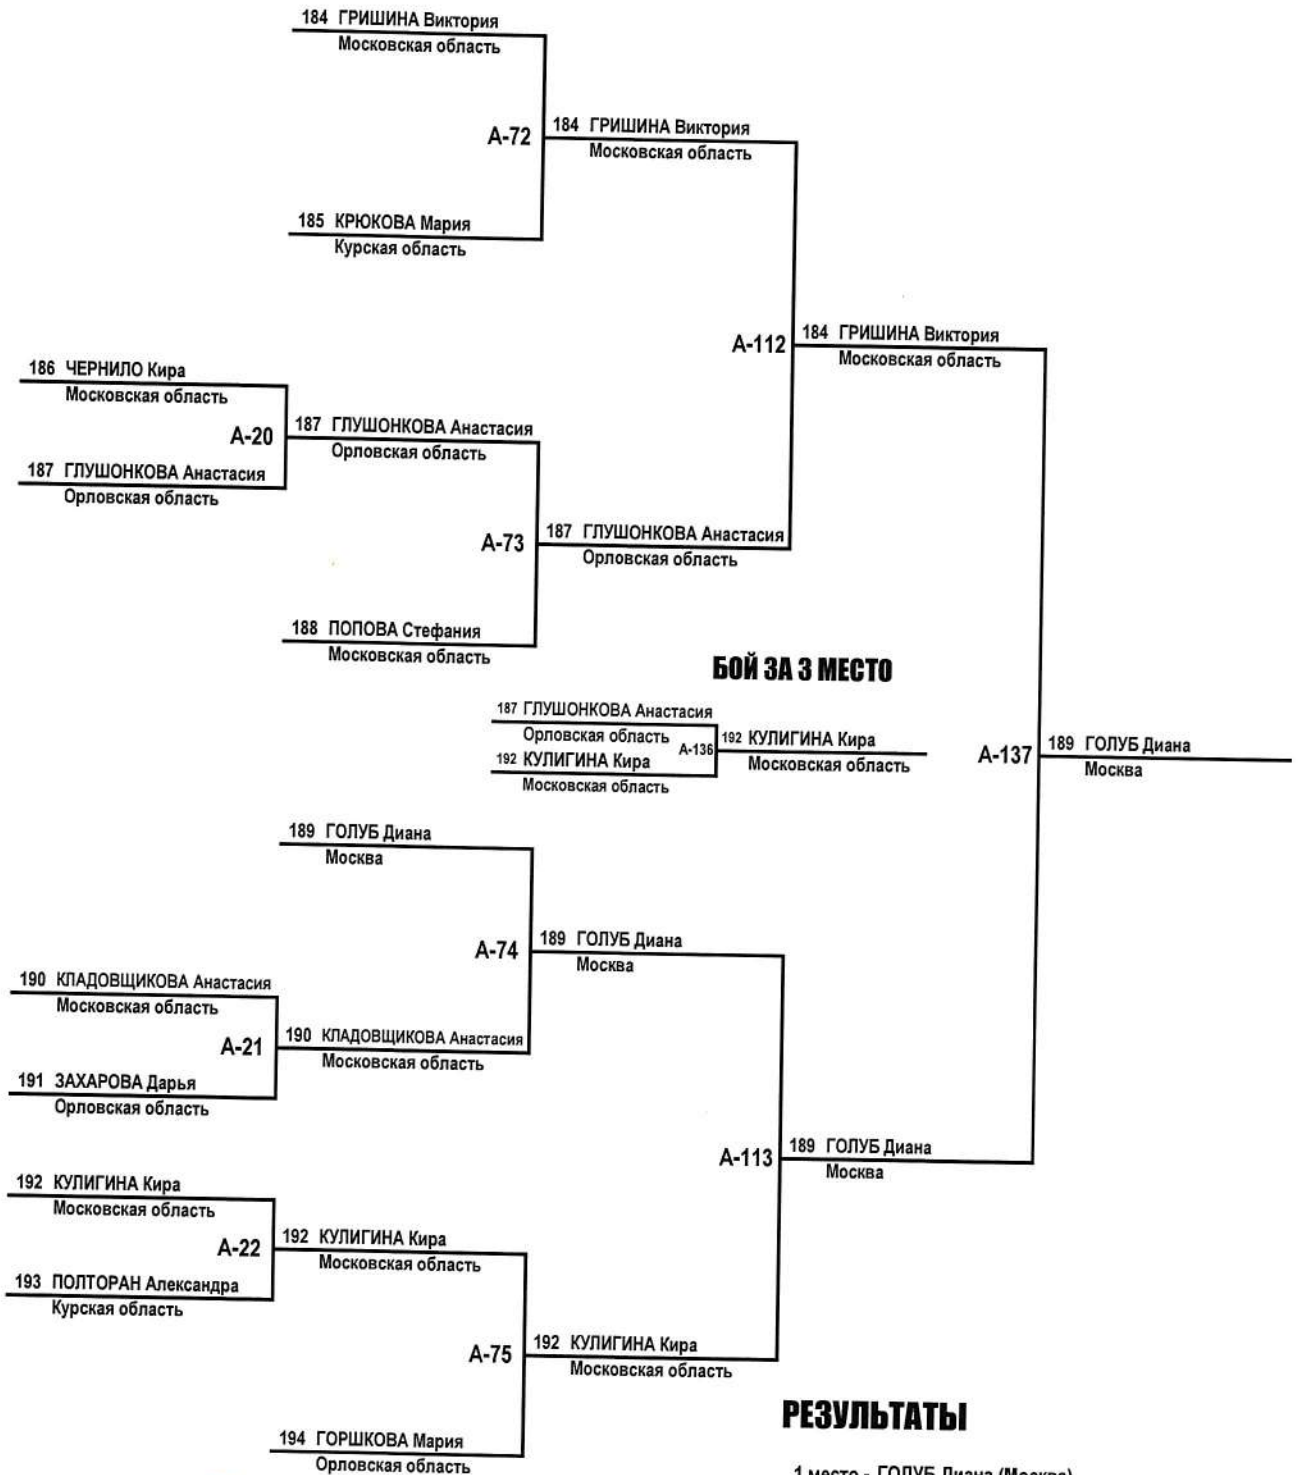 184 ГРИШИНА Виктория
Московская область
А-72
184 ГРИШИНА Виктория
Московская область
185 КРЮКОВА Мария
Курская область
А-112
184 ГРИШИНА Виктория
Московская область
186 ЧЕРНИЛО Кира
Московская область
А-20
187 ГЛУШОНКОВА Анастасия
Орловская область
187 ГЛУШОНКОВА Анастасия
Орловская область
А-73
187 ГЛУШОНКОВА Анастасия
Орловская область
188 ПОПОВА Стефания
Московская область
БОЙ ЗА 3 МЕСТО
187 ГЛУШОНКОВА Анастасия
Орловская область
А-136
192 КУЛИГИНА Кира
Московская область
192 КУЛИГИНА Кира
Московская область
А-137
189 ГОЛУБ Диана
Москва
189 ГОЛУБ Диана
Москва
А-74
189 ГОЛУБ Диана
Москва
190 КЛАДОВЩИКОВА Анастасия
Московская область
А-21
190 КЛАДОВЩИКОВА Анастасия
Московская область
191 ЗАХАРОВА Дарья
Орловская область
А-113
189 ГОЛУБ Диана
Москва
192 КУЛИГИНА Кира
Московская область
А-22
192 КУЛИГИНА Кира
Московская область
193 ПОЛТОРАН Александра
Курская область
А-75
192 КУЛИГИНА Кира
Московская область
194 ГОРШКОВА Мария
Орловская область
РЕЗУЛЬТАТЫ
1 место - ГОЛУБ Диана (Москва)